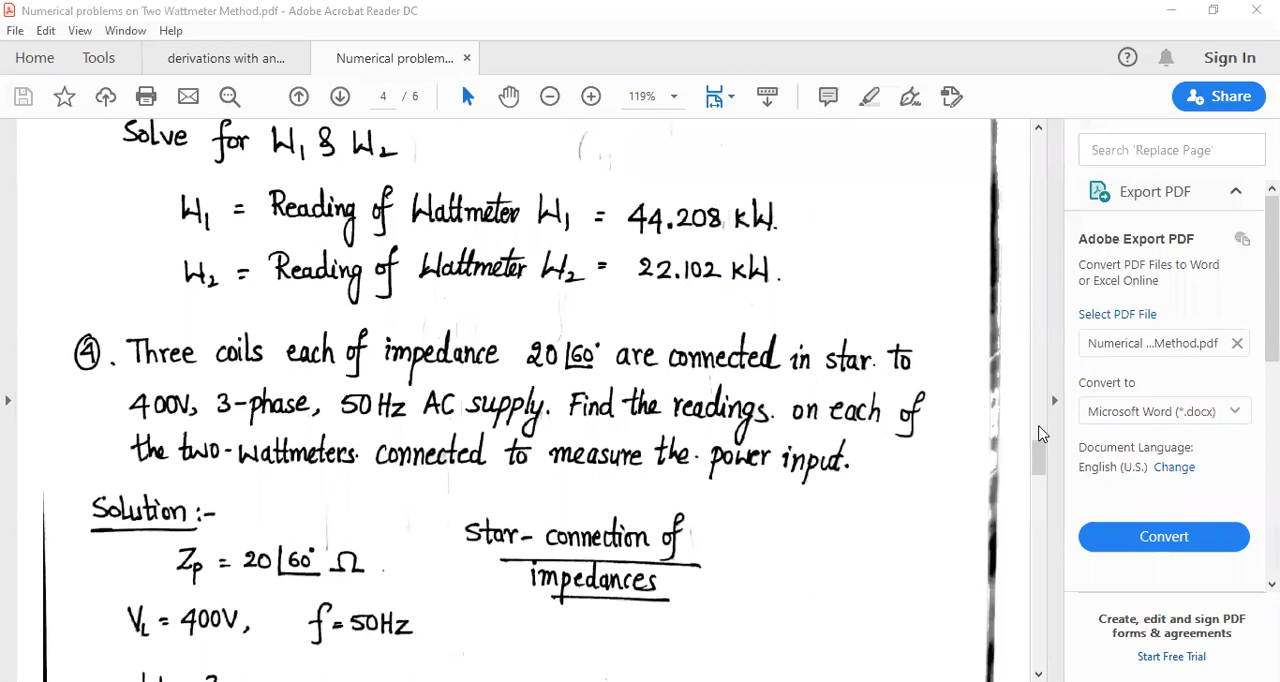 Numerical problems on Two Wattmeter Method.pdf - Adobe Acrobat Reader DC
File Edit View Window Help
Home Tools derivations with an... Numerical problem... ×
Sign In
4 / 6 119% Share
Solve for W₁ & W₂
W₁ = Reading of Wattmeter W₁ = 44.208 kW.
W₂ = Reading of Wattmeter W₂ = 22.102 kW.
④. Three coils each of impedance 20∠60° are connected in star to
400V, 3-phase, 50 Hz AC supply. Find the readings on each of
the two-wattmeters connected to measure the power input.
Solution :-
Star-connection of
impedances
Zp = 20∠60° Ω
V_L = 400V, f = 50Hz
Search 'Replace Page'
Export PDF
Adobe Export PDF
Convert PDF Files to Word
or Excel Online
Select PDF File
Numerical ...Method.pdf ×
Convert to
Microsoft Word (*.docx)
Document Language:
English (U.S.) Change
Convert
Create, edit and sign PDF
forms & agreements
Start Free Trial